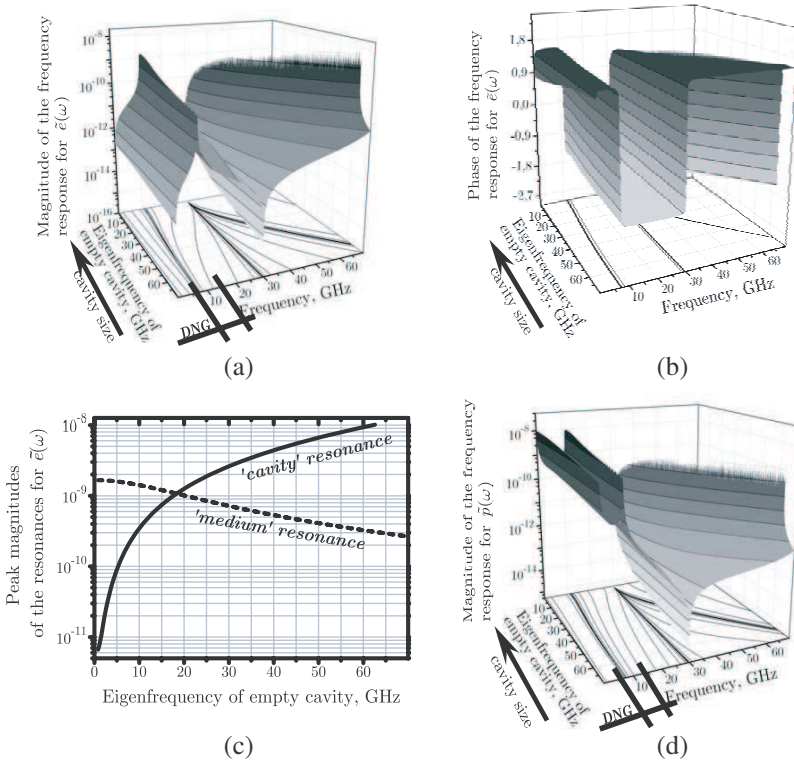 Magnitude of the frequency
response for ẽ(ω)
10⁻⁸
10⁻¹⁰
10⁻¹²
10⁻¹⁴
10⁻¹⁶
10
20
30
40
50
60
Eigenfrequency of
empty cavity, GHz
cavity size
10 20 30 40 50 60
Frequency, GHz
DNG
(a)
Phase of the frequency
response for ẽ(ω)
1,8
0,9
0,0
-0,9
-1,8
-2,7
10
20
30
40
50
60
Eigenfrequency of
empty cavity, GHz
cavity size
10 20 30 40 50 60
Frequency, GHz
(b)
Peak magnitudes
of the resonances for ẽ(ω)
10⁻⁸
10⁻⁹
10⁻¹⁰
10⁻¹¹
'cavity' resonance
'medium' resonance
0 10 20 30 40 50 60
Eigenfrequency of empty cavity, GHz
(c)
Magnitude of the frequency
response for p̃(ω)
10⁻⁸
10⁻¹⁰
10⁻¹²
10⁻¹⁴
10
20
30
40
50
60
Eigenfrequency of
empty cavity, GHz
cavity size
10 20 30 40 50 60
Frequency, GHz
DNG
(d)